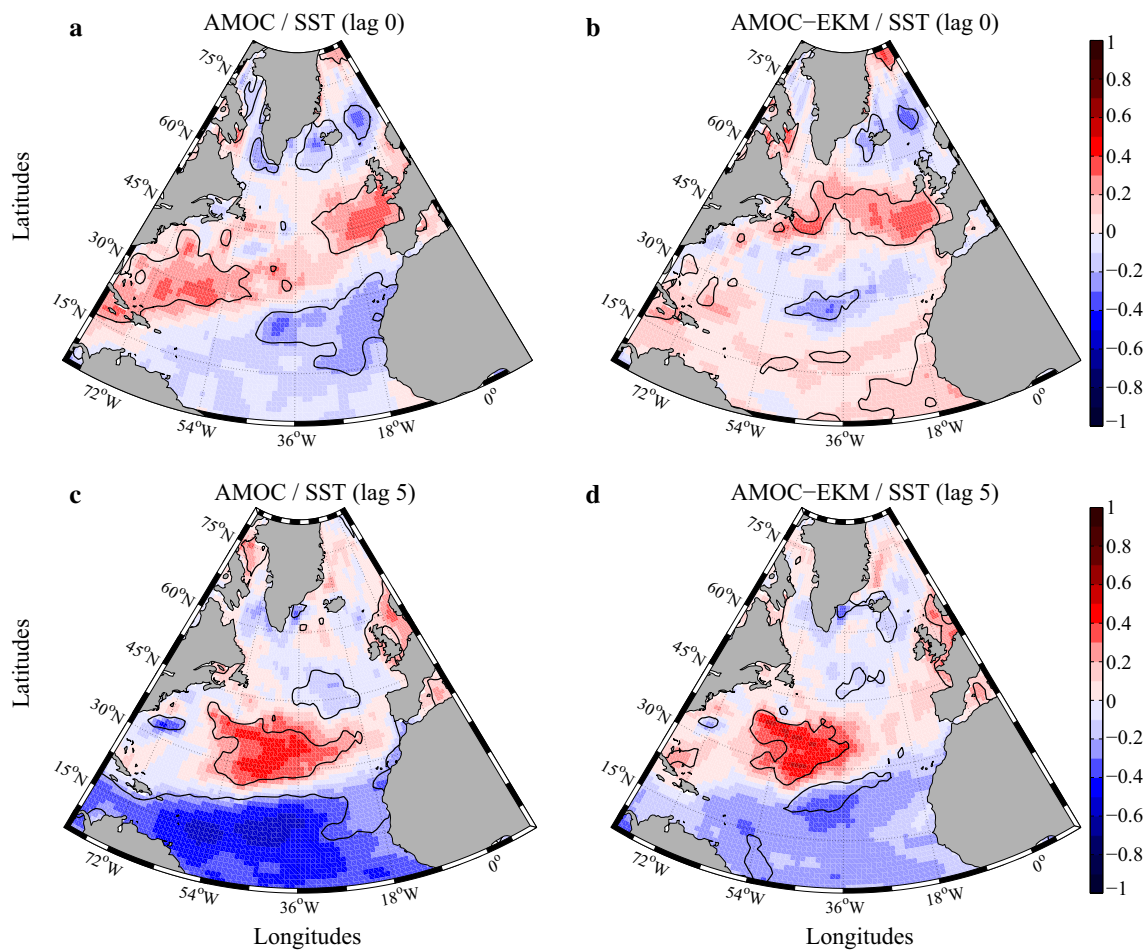 a AMOC / SST (lag 0)
b AMOC−EKM / SST (lag 0)
Latitudes
75°N
60°N
45°N
30°N
15°N
72°W
54°W
36°W
18°W
0°
75°N
60°N
45°N
30°N
15°N
72°W
54°W
36°W
18°W
0°
1
0.8
0.6
0.4
0.2
0
−0.2
−0.4
−0.6
−0.8
−1
c AMOC / SST (lag 5)
d AMOC−EKM / SST (lag 5)
Latitudes
75°N
60°N
45°N
30°N
15°N
72°W
54°W
36°W
18°W
0°
Longitudes
75°N
60°N
45°N
30°N
15°N
72°W
54°W
36°W
18°W
0°
Longitudes
1
0.8
0.6
0.4
0.2
0
−0.2
−0.4
−0.6
−0.8
−1